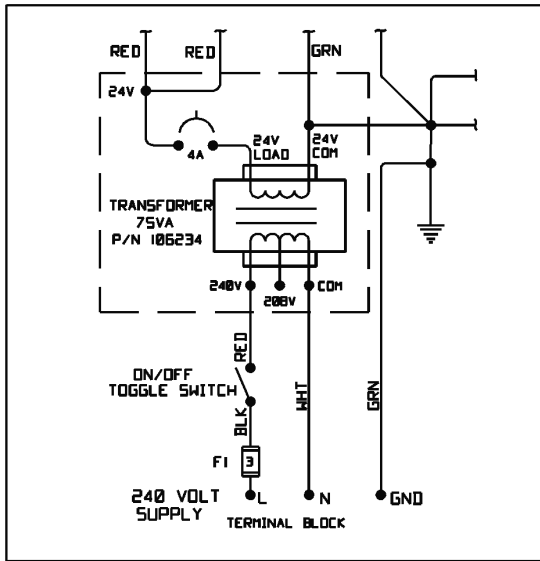 RED
RED
GRN
24V
4A
24V
LOAD
24V
COM
TRANSFORMER
75VA
P/N 106234
240V
208V
COM
RED
ON/OFF
TOGGLE SWITCH
BLK
WHT
GRN
F1
3
240 VOLT
SUPPLY
L
N
GND
TERMINAL BLOCK